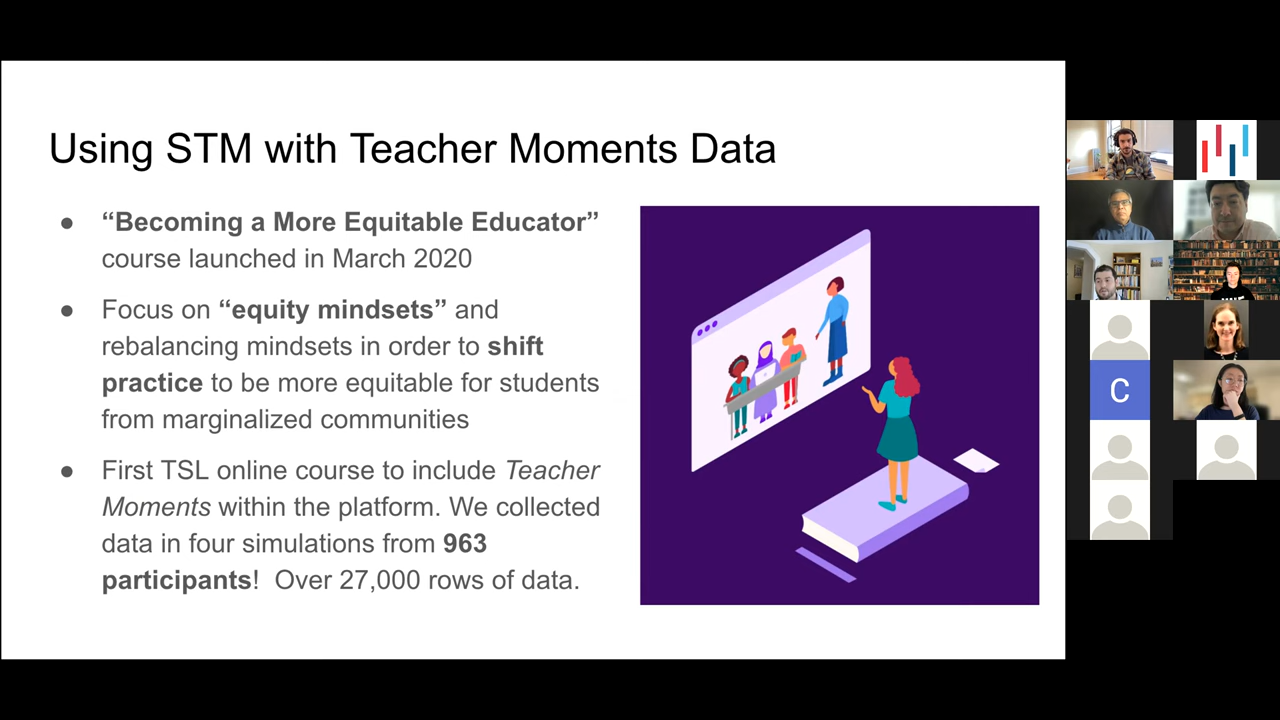 Using STM with Teacher Moments Data
● “Becoming a More Equitable Educator”
course launched in March 2020
● Focus on “equity mindsets” and
rebalancing mindsets in order to shift
practice to be more equitable for students
from marginalized communities
● First TSL online course to include Teacher
Moments within the platform. We collected
data in four simulations from 963
participants!  Over 27,000 rows of data.
C